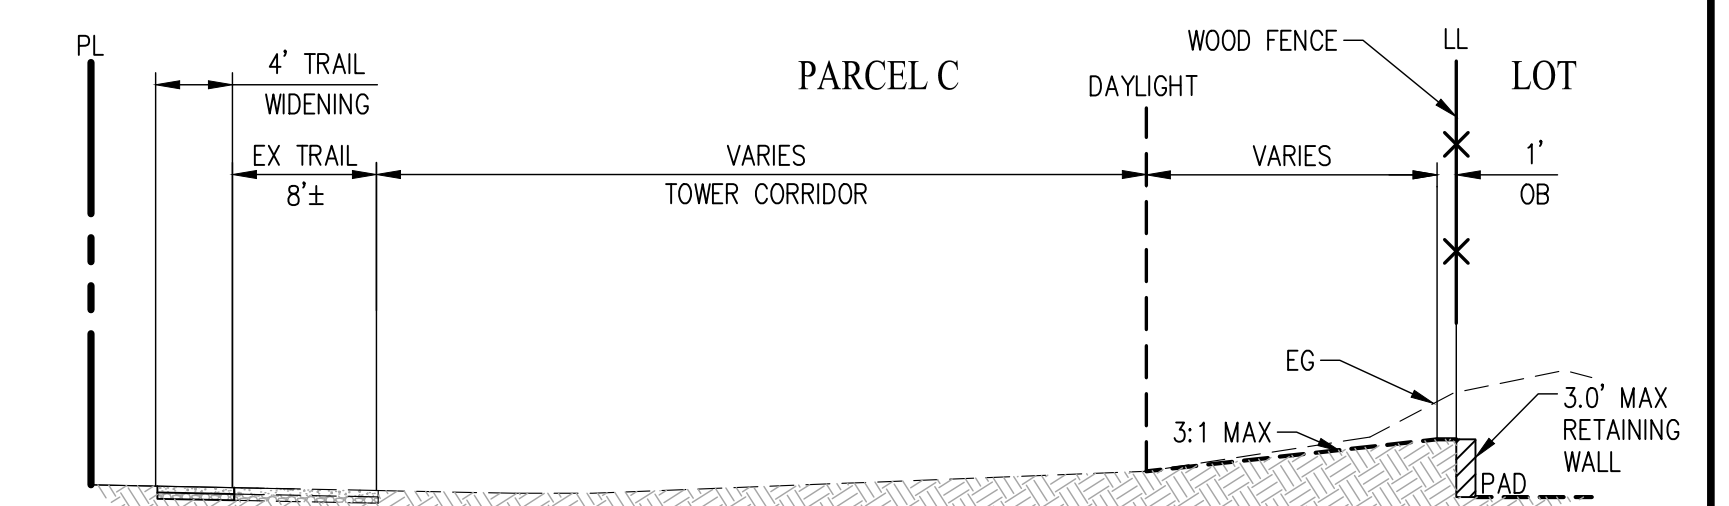 PL
4' TRAIL
WIDENING
EX TRAIL
8'±
PARCEL C
VARIES
TOWER CORRIDOR
DAYLIGHT
VARIES
WOOD FENCE
LL
LOT
1'
OB
EG
3:1 MAX
3.0' MAX
RETAINING
WALL
PAD